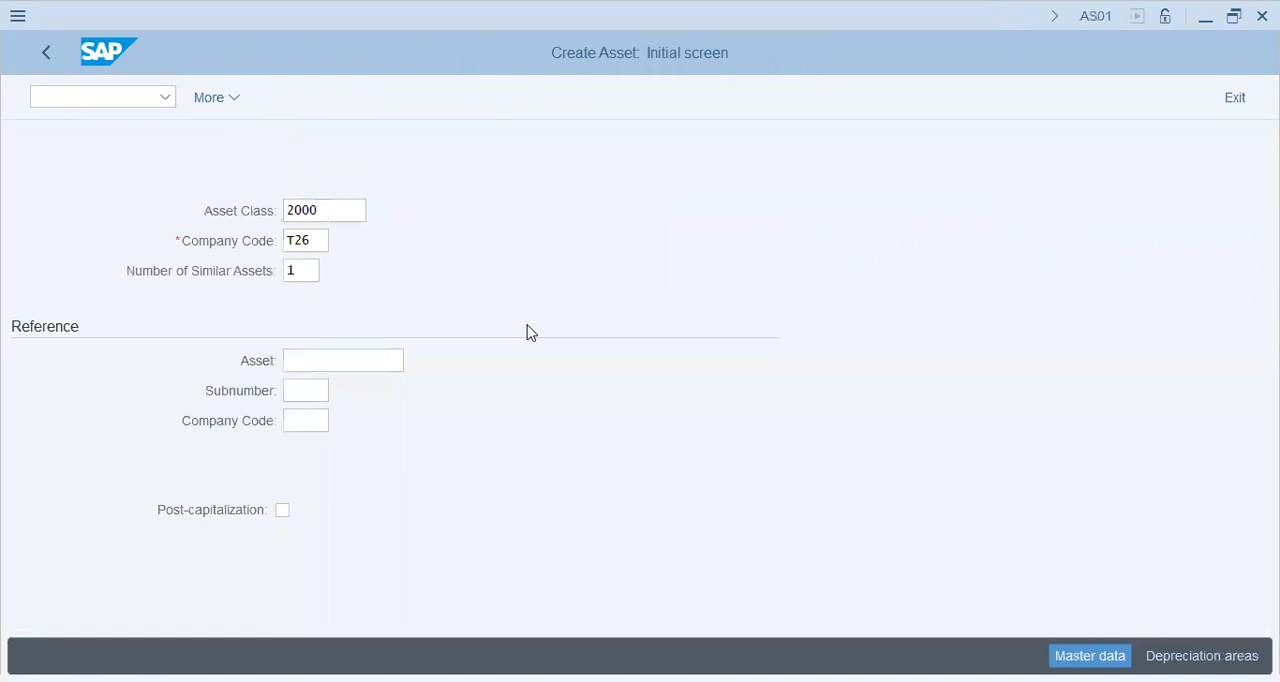 AS01
SAP
Create Asset: Initial screen
More
Exit
Asset Class: 2000
*Company Code: T26
Number of Similar Assets: 1
Reference
Asset:
Subnumber:
Company Code:
Post-capitalization:
Master data Depreciation areas